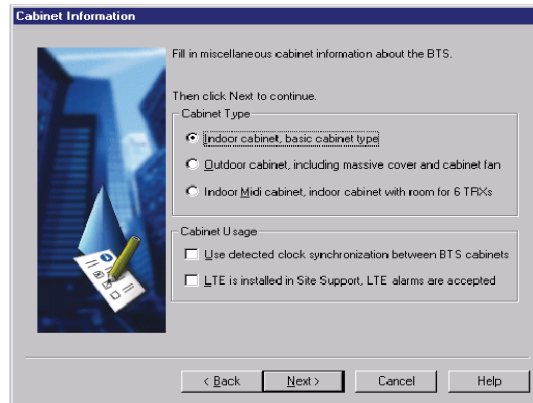 Cabinet Information
Fill in miscellaneous cabinet information about the BTS.
Then click Next to continue.
Cabinet Type
Indoor cabinet, basic cabinet type
Outdoor cabinet, including massive cover and cabinet fan
Indoor Midi cabinet, indoor cabinet with room for 6 TRXs
Cabinet Usage
Use detected clock synchronization between BTS cabinets
LTE is installed in Site Support, LTE alarms are accepted
< Back Next > Cancel Help